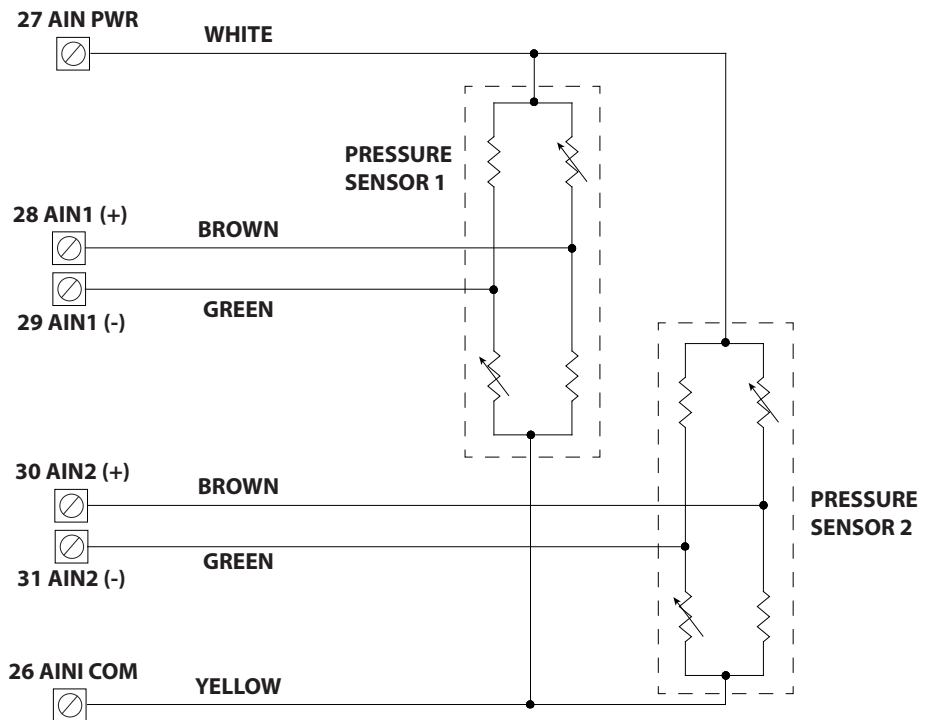 27 AIN PWR
WHITE
PRESSURE
SENSOR 1
28 AIN1 (+)
BROWN
GREEN
29 AIN1 (-)
30 AIN2 (+)
BROWN
PRESSURE
SENSOR 2
GREEN
31 AIN2 (-)
26 AINI COM
YELLOW